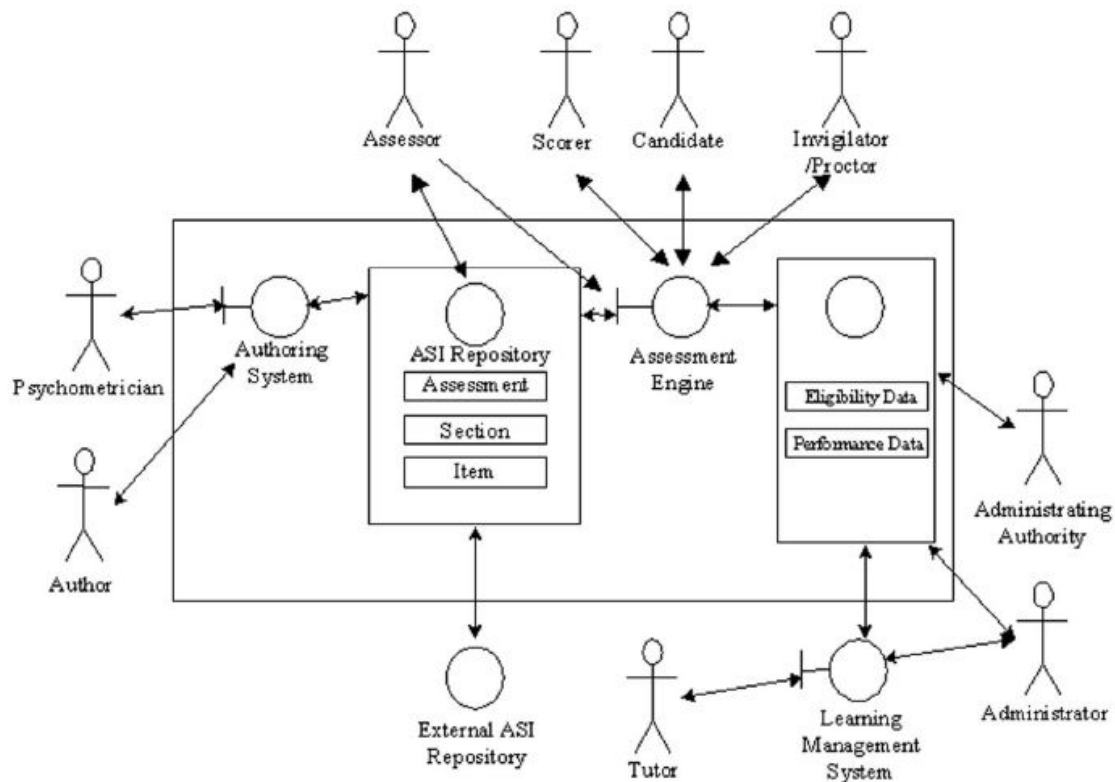 Assessor
Scorer
Candidate
Invigilator
/Proctor
Psychometrician
Authoring
System
ASI Repository
Assessment
Section
Item
Assessment
Engine
Eligibility Data
Performance Data
Administrating
Authority
Author
External ASI
Repository
Tutor
Learning
Management
System
Administrator